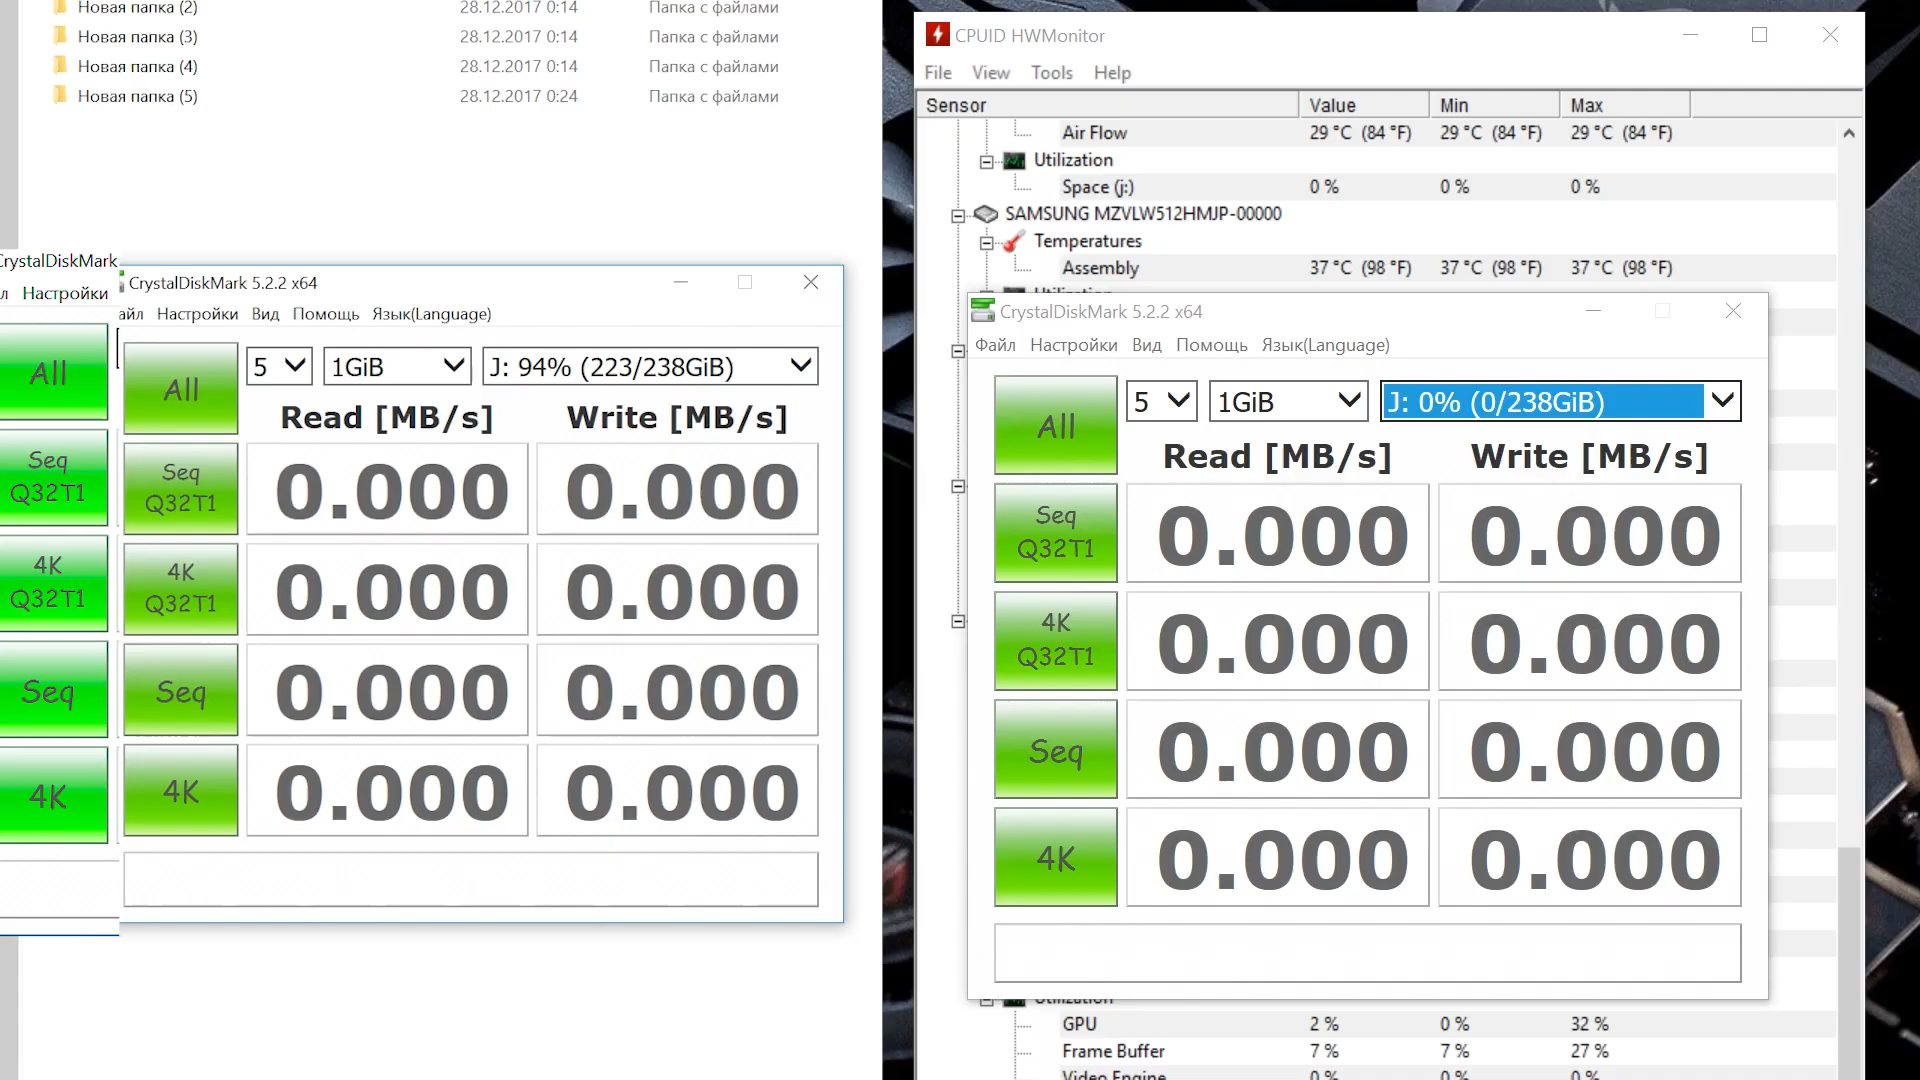 Новая папка (2) 28.12.2017 0:14 Папка с файлами
Новая папка (3) 28.12.2017 0:14 Папка с файлами
Новая папка (4) 28.12.2017 0:14 Папка с файлами
Новая папка (5) 28.12.2017 0:24 Папка с файлами
CrystalDiskMark
Настройки
All
Seq
Q32T1
4K
Q32T1
Seq
4K
CrystalDiskMark 5.2.2 x64
айл Настройки Вид Помощь Язык(Language)
All 5 1GiB J: 94% (223/238GiB)
Read [MB/s] Write [MB/s]
Seq
Q32T1 0.000 0.000
4K
Q32T1 0.000 0.000
Seq 0.000 0.000
4K 0.000 0.000
CPUID HWMonitor
File View Tools Help
Sensor Value Min Max
Air Flow 29 °C (84 °F) 29 °C (84 °F) 29 °C (84 °F)
Utilization
Space (j:) 0 % 0 % 0 %
SAMSUNG MZVLW512HMJP-00000
Temperatures
Assembly 37 °C (98 °F) 37 °C (98 °F) 37 °C (98 °F)
CrystalDiskMark 5.2.2 x64
Файл Настройки Вид Помощь Язык(Language)
All 5 1GiB J: 0% (0/238GiB)
Read [MB/s] Write [MB/s]
Seq
Q32T1 0.000 0.000
4K
Q32T1 0.000 0.000
Seq 0.000 0.000
4K 0.000 0.000
Utilization
GPU 2 % 0 % 32 %
Frame Buffer 7 % 7 % 27 %
Video Engine 0 % 0 % 0 %